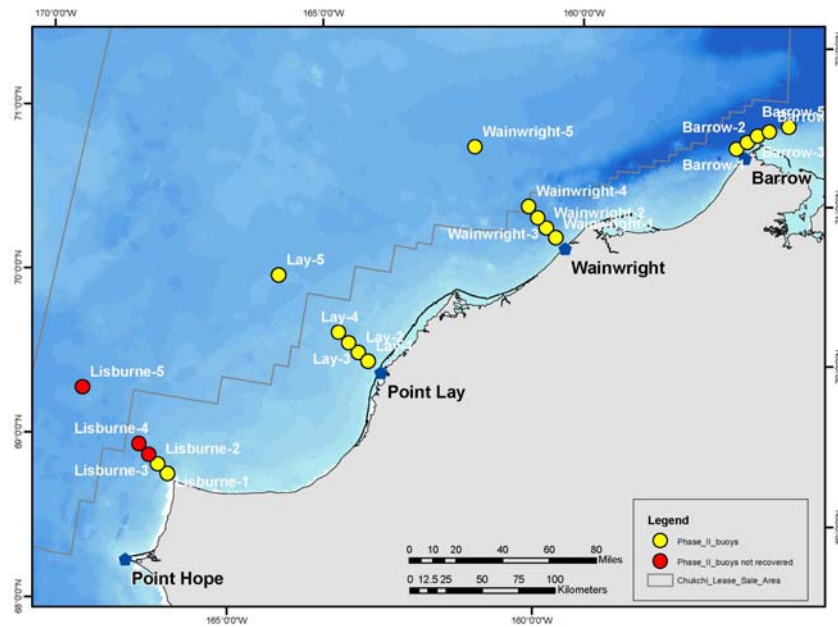 170°0'0"W
165°0'0"W
160°0'0"W
71°0'0"N
70°0'0"N
69°0'0"N
68°0'0"N
Barrow-5
Barrow-2
Barrow-1
Barrow-3
Barrow
Wainwright-5
Wainwright-4
Wainwright-2
Wainwright-1
Wainwright-3
Wainwright
Lay-5
Lay-4
Lay-2
Lay-3
Point Lay
Lisburne-5
Lisburne-4
Lisburne-2
Lisburne-3
Lisburne-1
Point Hope
0 10 20 40 60 80
Miles
0 12.5 25 50 75 100
Kilometers
Legend
Phase_II_buoys
Phase_II_buoys not recovered
Chukchi_Lease_Sale_Area
165°0'0"W
160°0'0"W